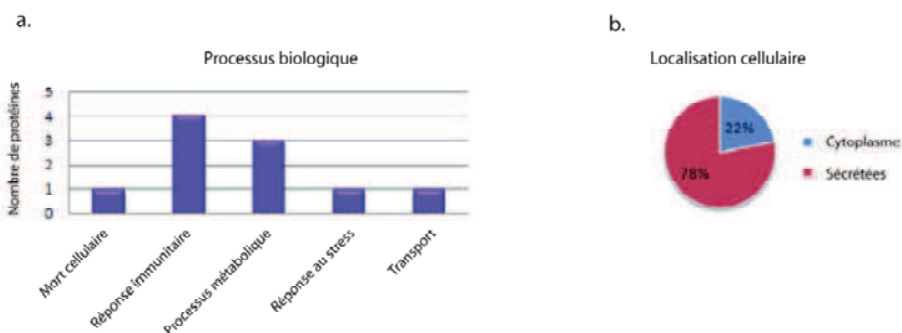 a.
Processus biologique
Nombre de protéines
5
4
3
2
1
0
Mort cellulaire
Réponse immunitaire
Processus métabolique
Réponse au stress
Transport
b.
Localisation cellulaire
22%
78%
Cytoplasme
Sécrétées